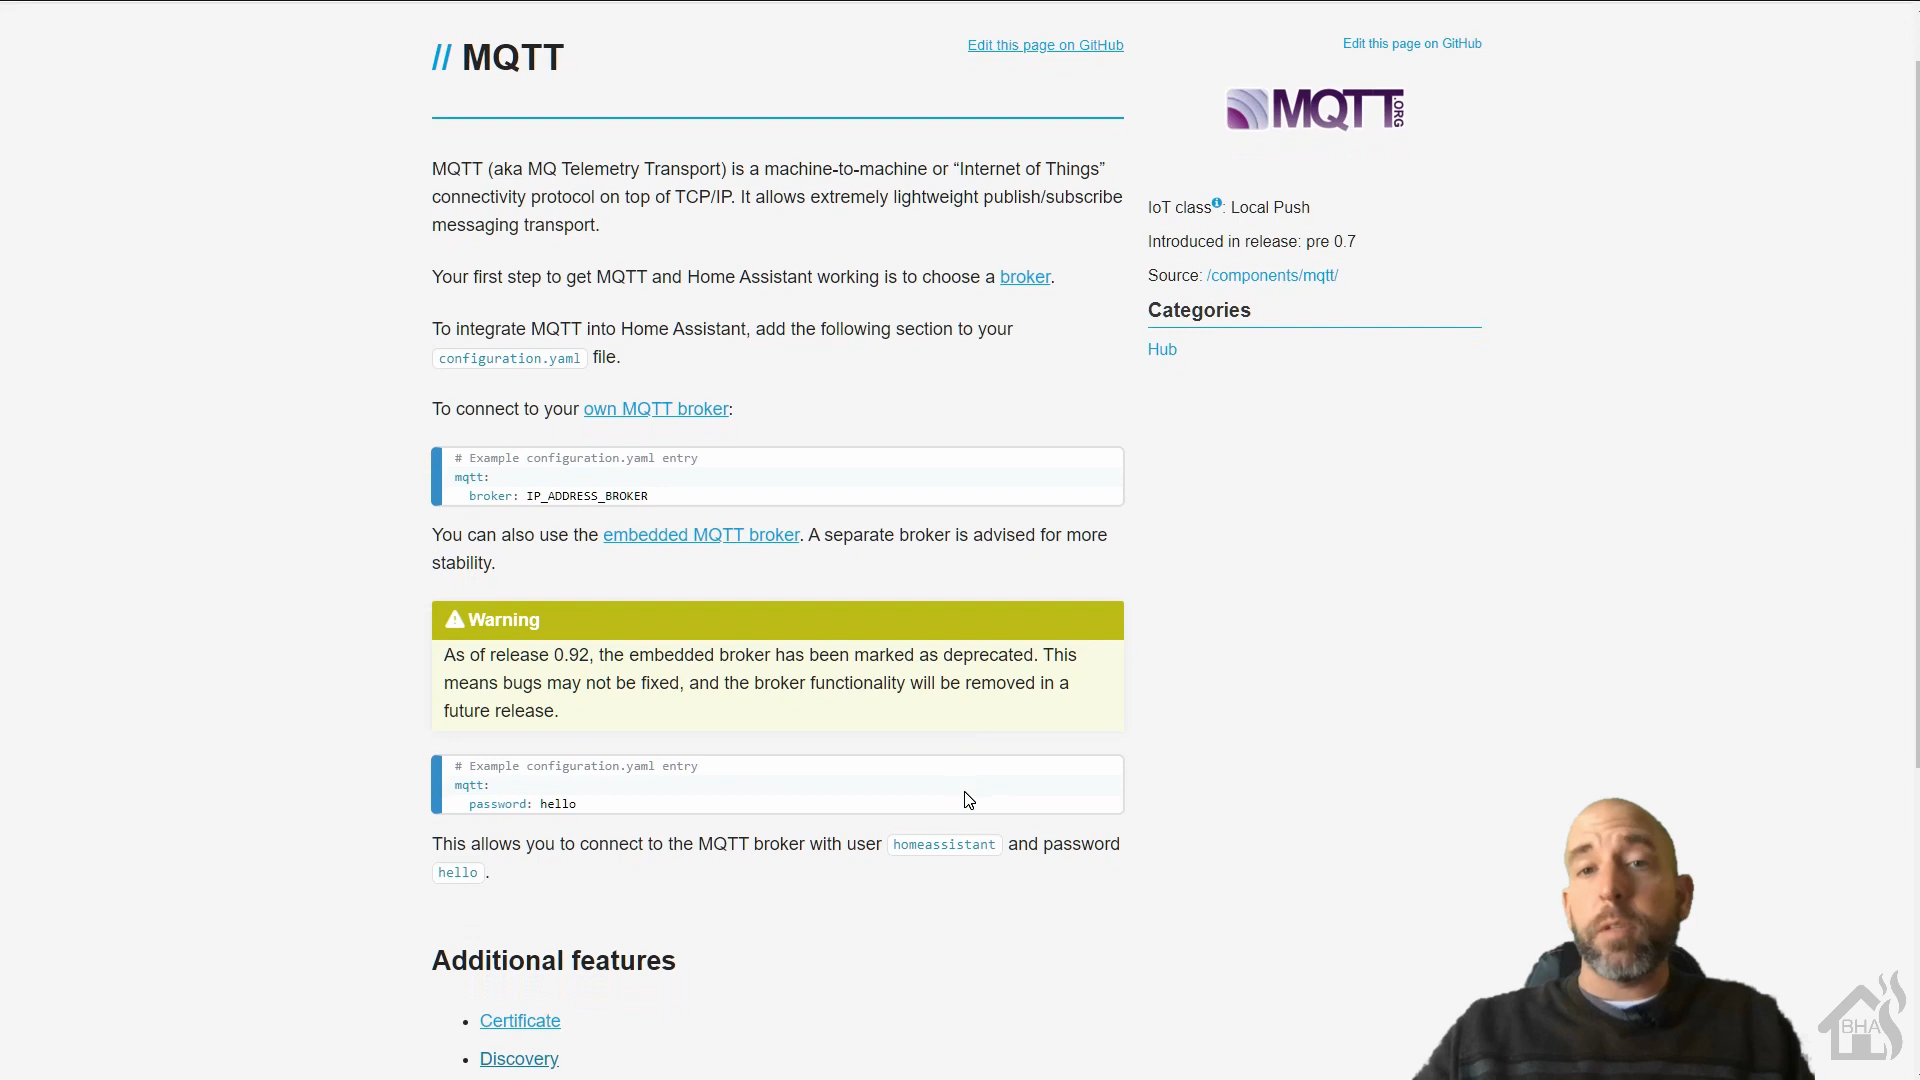 // MQTT
Edit this page on GitHub
Edit this page on GitHub
MQTT.ORG
MQTT (aka MQ Telemetry Transport) is a machine-to-machine or “Internet of Things”
connectivity protocol on top of TCP/IP. It allows extremely lightweight publish/subscribe
messaging transport.
Your first step to get MQTT and Home Assistant working is to choose a broker.
To integrate MQTT into Home Assistant, add the following section to your
configuration.yaml file.
To connect to your own MQTT broker:
# Example configuration.yaml entry
mqtt:
broker: IP_ADDRESS_BROKER
You can also use the embedded MQTT broker. A separate broker is advised for more
stability.
Warning
As of release 0.92, the embedded broker has been marked as deprecated. This
means bugs may not be fixed, and the broker functionality will be removed in a
future release.
# Example configuration.yaml entry
mqtt:
password: hello
This allows you to connect to the MQTT broker with user homeassistant and password
hello.
Additional features
• Certificate
• Discovery
IoT class: Local Push
Introduced in release: pre 0.7
Source: /components/mqtt/
Categories
Hub
BHA